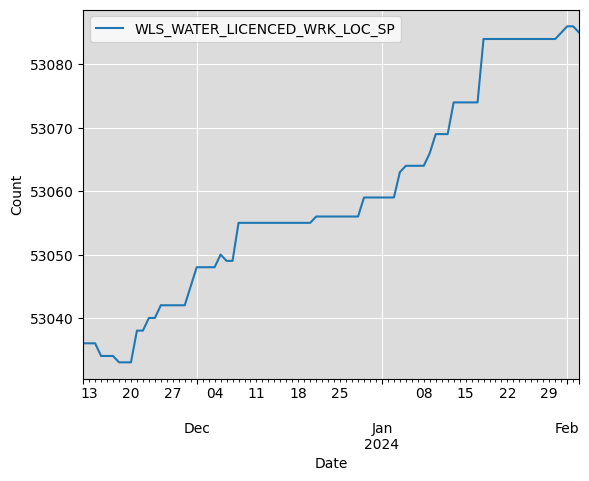 WLS_WATER_LICENCED_WRK_LOC_SP
53080
53070
53060
53050
53040
Count
13 20 27 04 11 18 25 08 15 22 29
Dec Jan Feb
2024
Date